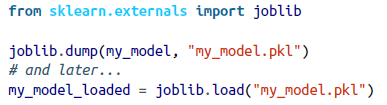 from sklearn.externals import joblib
joblib.dump(my_model, "my_model.pkl")
# and later...
my_model_loaded = joblib.load("my_model.pkl")